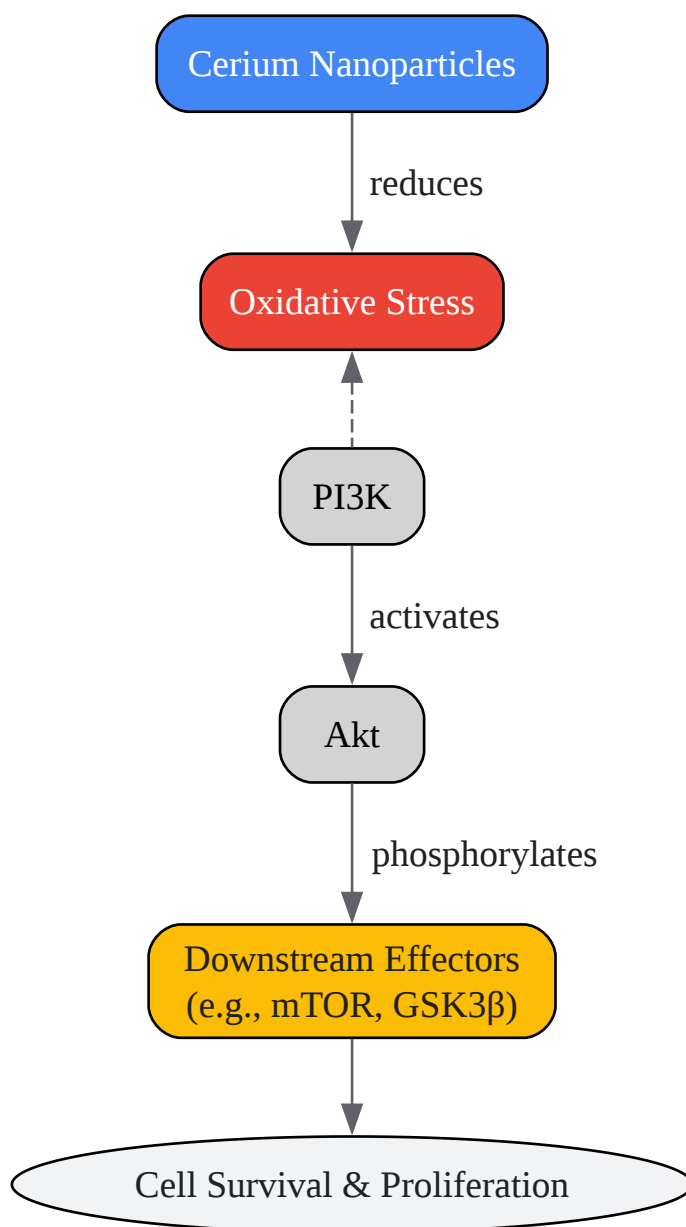 Cerium Nanoparticles
reduces
Oxidative Stress
PI3K
activates
Akt
phosphorylates
Downstream Effectors
(e.g., mTOR, GSK3β)
Cell Survival & Proliferation